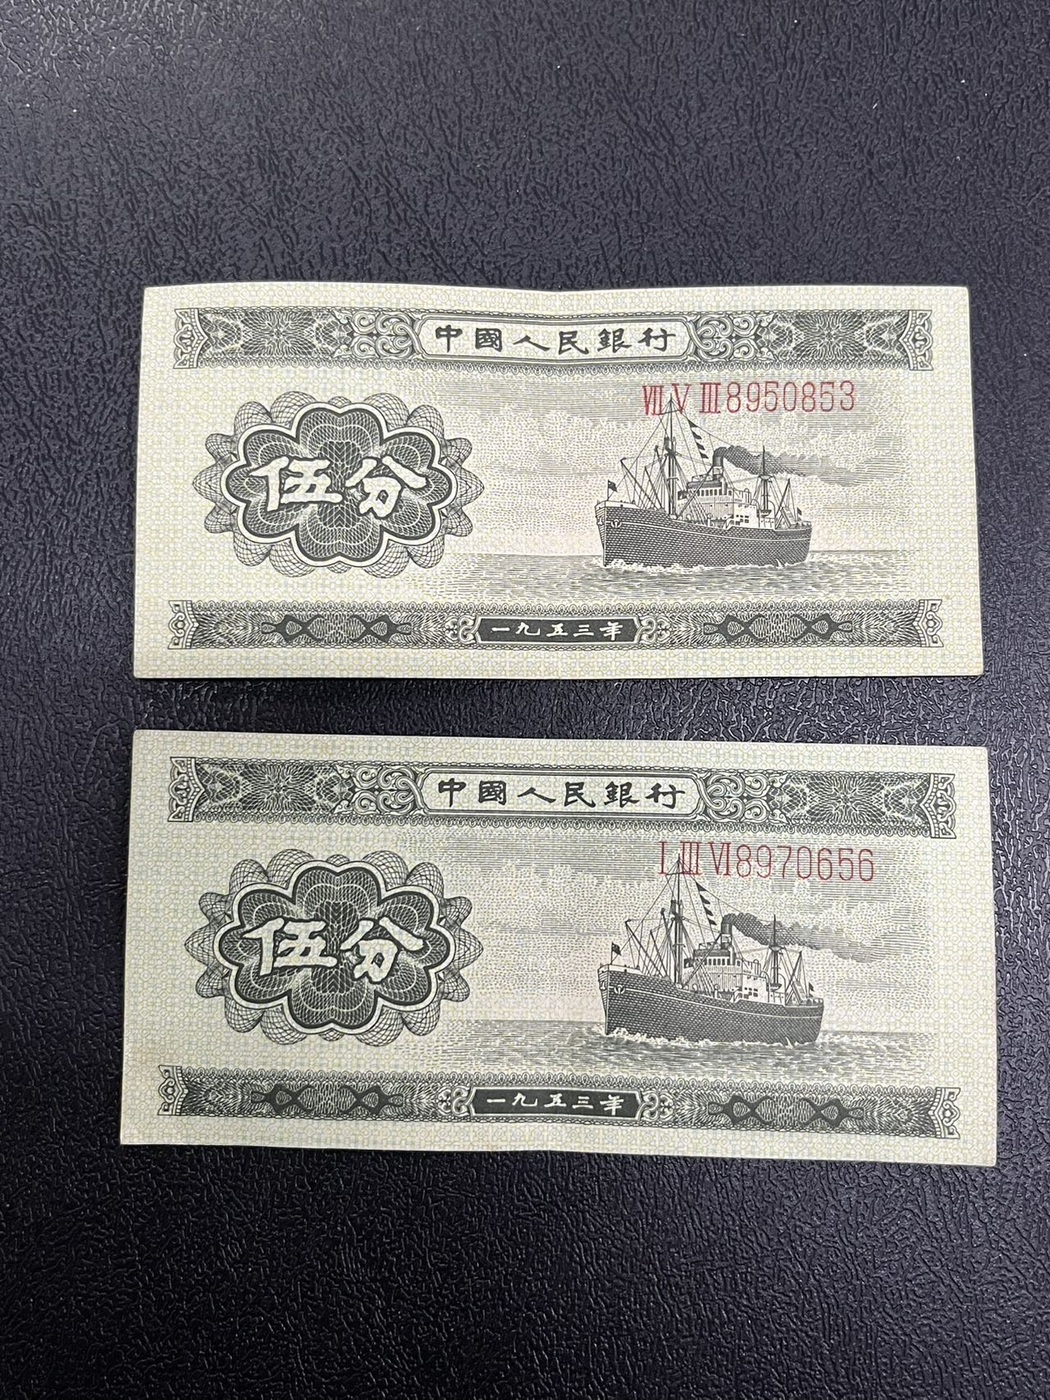 中國人民銀行
ⅦⅤⅢ8950853
伍分
一九五三年
中國人民銀行
ⅠⅢⅥ8970656
伍分
一九五三年